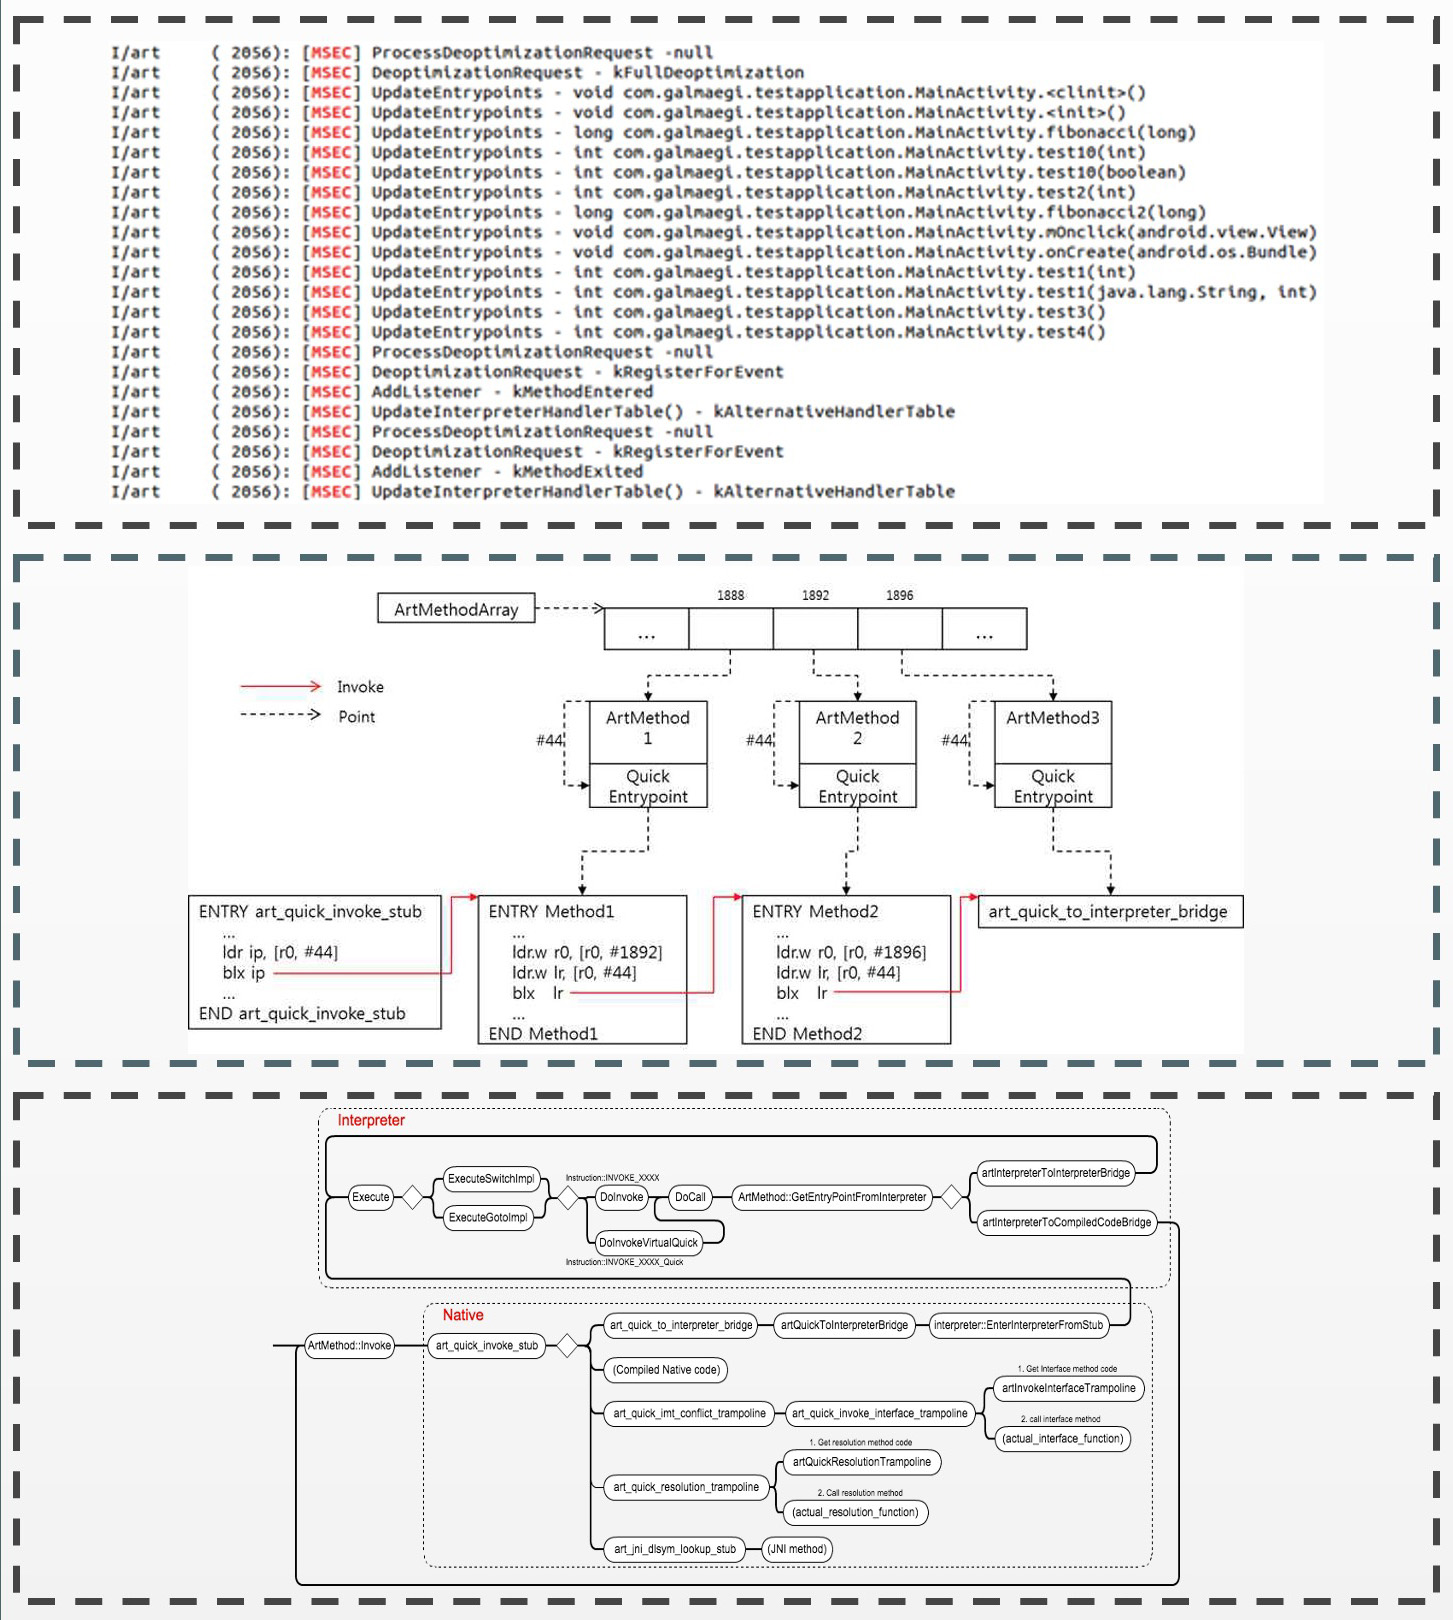 I/art ( 2056): [MSEC] ProcessDeoptimizationRequest -null
I/art ( 2056): [MSEC] DeoptimizationRequest - kFullDeoptimization
I/art ( 2056): [MSEC] UpdateEntrypoints - void com.galmaegi.testapplication.MainActivity.<clinit>()
I/art ( 2056): [MSEC] UpdateEntrypoints - void com.galmaegi.testapplication.MainActivity.<init>()
I/art ( 2056): [MSEC] UpdateEntrypoints - long com.galmaegi.testapplication.MainActivity.fibonacci(long)
I/art ( 2056): [MSEC] UpdateEntrypoints - int com.galmaegi.testapplication.MainActivity.test10(int)
I/art ( 2056): [MSEC] UpdateEntrypoints - int com.galmaegi.testapplication.MainActivity.test10(boolean)
I/art ( 2056): [MSEC] UpdateEntrypoints - int com.galmaegi.testapplication.MainActivity.test2(int)
I/art ( 2056): [MSEC] UpdateEntrypoints - long com.galmaegi.testapplication.MainActivity.fibonacci2(long)
I/art ( 2056): [MSEC] UpdateEntrypoints - void com.galmaegi.testapplication.MainActivity.mOnclick(android.view.View)
I/art ( 2056): [MSEC] UpdateEntrypoints - void com.galmaegi.testapplication.MainActivity.onCreate(android.os.Bundle)
I/art ( 2056): [MSEC] UpdateEntrypoints - int com.galmaegi.testapplication.MainActivity.test1(int)
I/art ( 2056): [MSEC] UpdateEntrypoints - int com.galmaegi.testapplication.MainActivity.test1(java.lang.String, int)
I/art ( 2056): [MSEC] UpdateEntrypoints - int com.galmaegi.testapplication.MainActivity.test3()
I/art ( 2056): [MSEC] UpdateEntrypoints - int com.galmaegi.testapplication.MainActivity.test4()
I/art ( 2056): [MSEC] ProcessDeoptimizationRequest -null
I/art ( 2056): [MSEC] DeoptimizationRequest - kRegisterForEvent
I/art ( 2056): [MSEC] AddListener - kMethodEntered
I/art ( 2056): [MSEC] UpdateInterpreterHandlerTable() - kAlternativeHandlerTable
I/art ( 2056): [MSEC] ProcessDeoptimizationRequest -null
I/art ( 2056): [MSEC] DeoptimizationRequest - kRegisterForEvent
I/art ( 2056): [MSEC] AddListener - kMethodExited
I/art ( 2056): [MSEC] UpdateInterpreterHandlerTable() - kAlternativeHandlerTable
1888 1892 1896
ArtMethodArray
... ...
Invoke
Point
ArtMethod
1
#44
Quick
Entrypoint
ArtMethod
2
#44
Quick
Entrypoint
ArtMethod3
#44
Quick
Entrypoint
ENTRY art_quick_invoke_stub
...
ldr ip, [r0, #44]
blx ip
...
END art_quick_invoke_stub
ENTRY Method1
...
ldr.w r0, [r0, #1892]
ldr.w lr, [r0, #44]
blx lr
...
END Method1
ENTRY Method2
...
ldr.w r0, [r0, #1896]
ldr.w lr, [r0, #44]
blx lr
...
END Method2
art_quick_to_interpreter_bridge
Interpreter
Execute
ExecuteSwitchImpl
ExecuteGotoImpl
Instruction::INVOKE_XXXX
DoInvoke
DoCall
ArtMethod::GetEntryPointFromInterpreter
DoInvokeVirtualQuick
Instruction::INVOKE_XXXX_Quick
artInterpreterToInterpreterBridge
artInterpreterToCompiledCodeBridge
Native
ArtMethod::Invoke
art_quick_invoke_stub
art_quick_to_interpreter_bridge
artQuickToInterpreterBridge
interpreter::EnterInterpreterFromStub
(Compiled Native code)
art_quick_imt_conflict_trampoline
art_quick_invoke_interface_trampoline
1. Get Interface method code
artInvokeInterfaceTrampoline
2. call interface method
(actual_interface_function)
art_quick_resolution_trampoline
1. Get resolution method code
artQuickResolutionTrampoline
2. Call resolution method
(actual_resolution_function)
art_jni_dlsym_lookup_stub
(JNI method)